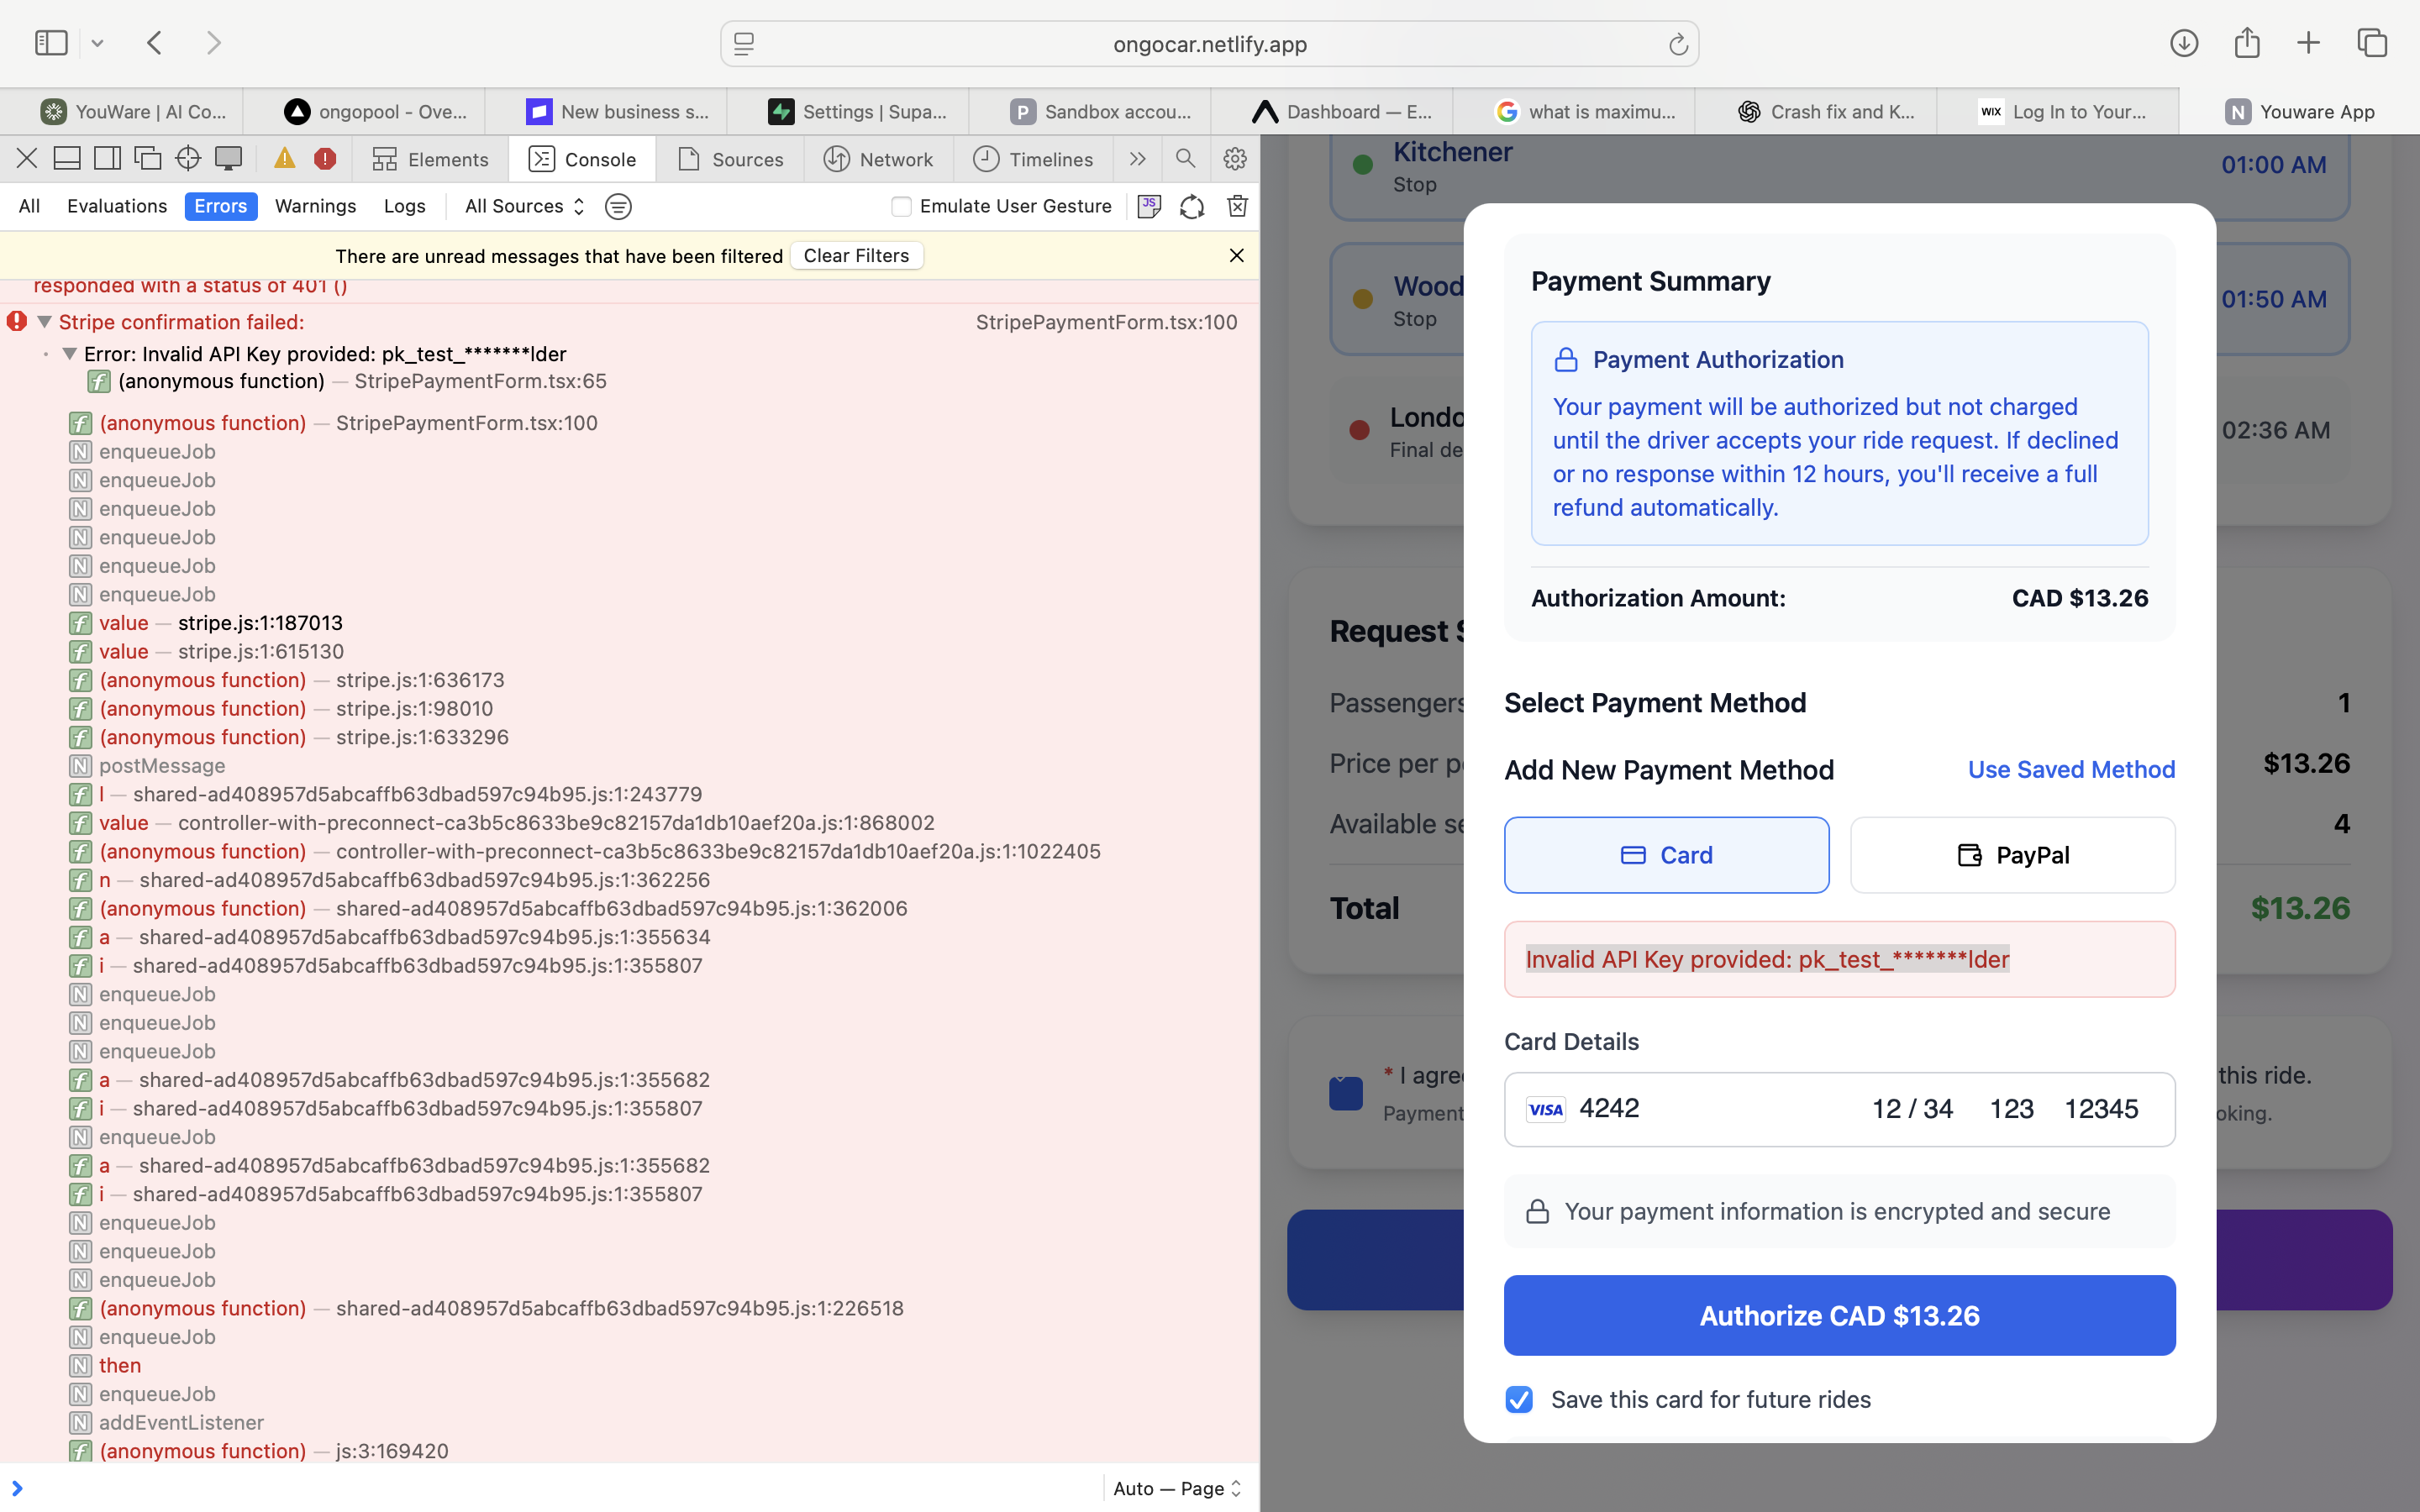 ongocar.netlify.app
YouWare | AI Co...
ongopool - Ove...
New business s...
Settings | Supa...
Sandbox accou...
Dashboard — E...
what is maximu...
Crash fix and K...
WIX Log In to Your...
Youware App
Elements
Console
Sources
Network
Timelines
All
Evaluations
Errors
Warnings
Logs
All Sources
Emulate User Gesture
There are unread messages that have been filtered
Clear Filters
responded with a status of 401 ()
Stripe confirmation failed: StripePaymentForm.tsx:100
Error: Invalid API Key provided: pk_test_*******lder
f (anonymous function) — StripePaymentForm.tsx:65
f (anonymous function) — StripePaymentForm.tsx:100
N enqueueJob
N enqueueJob
N enqueueJob
N enqueueJob
N enqueueJob
N enqueueJob
f value — stripe.js:1:187013
f value — stripe.js:1:615130
f (anonymous function) — stripe.js:1:636173
f (anonymous function) — stripe.js:1:98010
f (anonymous function) — stripe.js:1:633296
N postMessage
f l — shared-ad408957d5abcaffb63dbad597c94b95.js:1:243779
f value — controller-with-preconnect-ca3b5c8633be9c82157da1db10aef20a.js:1:868002
f (anonymous function) — controller-with-preconnect-ca3b5c8633be9c82157da1db10aef20a.js:1:1022405
f n — shared-ad408957d5abcaffb63dbad597c94b95.js:1:362256
f (anonymous function) — shared-ad408957d5abcaffb63dbad597c94b95.js:1:362006
f a — shared-ad408957d5abcaffb63dbad597c94b95.js:1:355634
f i — shared-ad408957d5abcaffb63dbad597c94b95.js:1:355807
N enqueueJob
N enqueueJob
N enqueueJob
f a — shared-ad408957d5abcaffb63dbad597c94b95.js:1:355682
f i — shared-ad408957d5abcaffb63dbad597c94b95.js:1:355807
N enqueueJob
f a — shared-ad408957d5abcaffb63dbad597c94b95.js:1:355682
f i — shared-ad408957d5abcaffb63dbad597c94b95.js:1:355807
N enqueueJob
N enqueueJob
N enqueueJob
f (anonymous function) — shared-ad408957d5abcaffb63dbad597c94b95.js:1:226518
N enqueueJob
N then
N enqueueJob
N addEventListener
f (anonymous function) — js:3:169420
Auto — Page
Kitchener 01:00 AM
Stop
Wood 01:50 AM
Stop
Londo 02:36 AM
Final de
Request S
Passengers 1
Price per p $13.26
Available se 4
Total $13.26
* I agree this ride.
Payment oking.
Payment Summary
Payment Authorization
Your payment will be authorized but not charged
until the driver accepts your ride request. If declined
or no response within 12 hours, you'll receive a full
refund automatically.
Authorization Amount: CAD $13.26
Select Payment Method
Add New Payment Method Use Saved Method
Card
PayPal
Invalid API Key provided: pk_test_*******lder
Card Details
VISA 4242 12 / 34 123 12345
Your payment information is encrypted and secure
Authorize CAD $13.26
Save this card for future rides